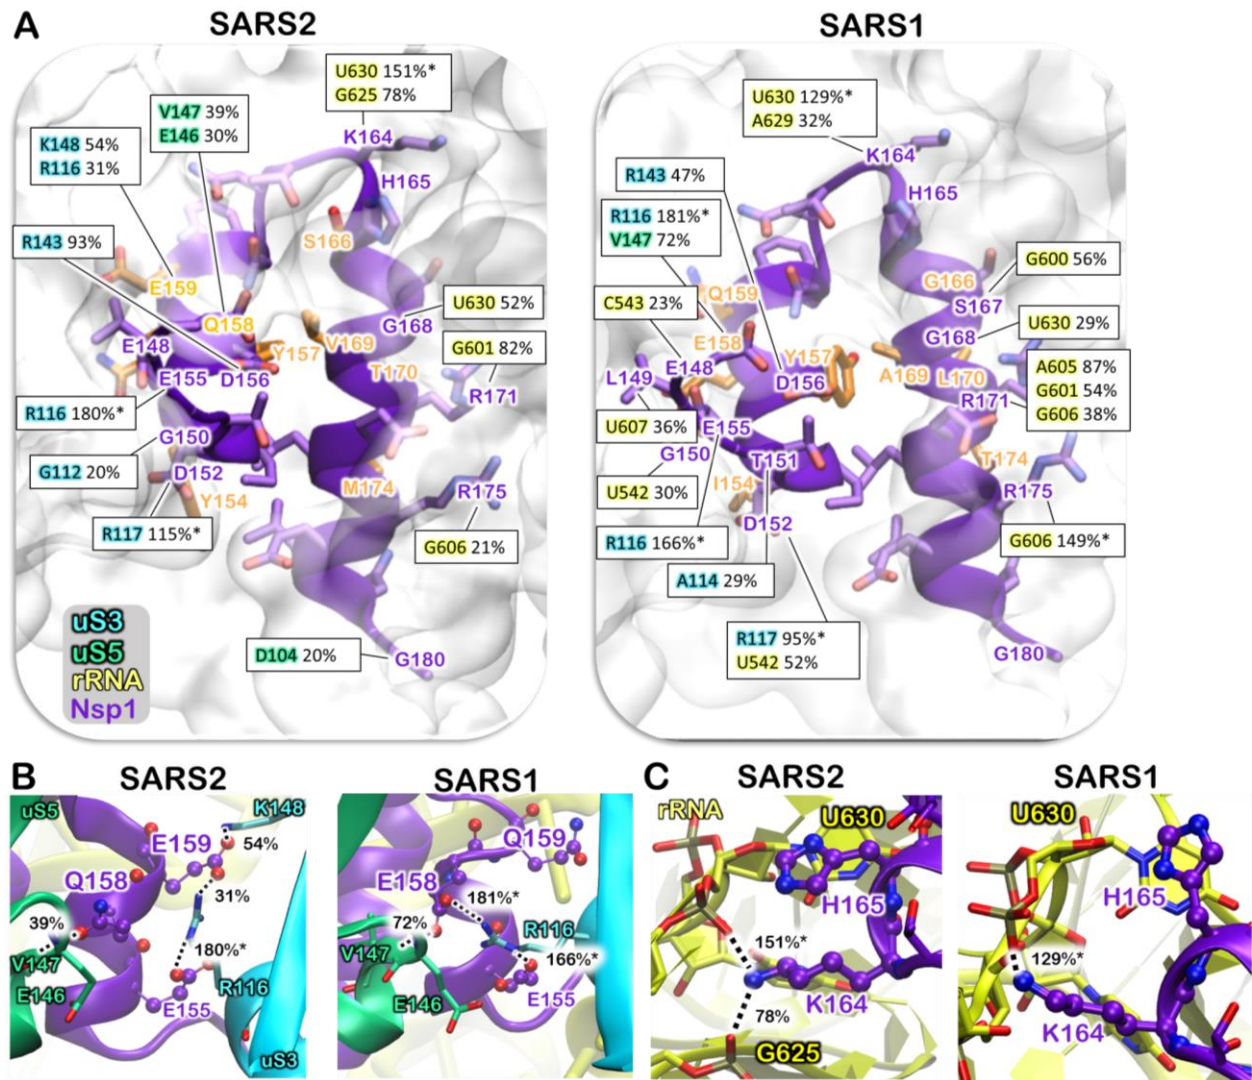 A
SARS2
SARS1
U630 151%*
G625 78%
V147 39%
E146 30%
K148 54%
R116 31%
K164
H165
R143 93%
S166
E159
Q158
U630 52%
G168
E148
Y157
V169
G601 82%
E155
D156
T170
R171
R116 180%*
G150
G112 20%
D152
Y154
M174
R175
R117 115%*
G606 21%
uS3
uS5
rRNA
Nsp1
D104 20%
G180
U630 129%*
A629 32%
K164
R143 47%
H165
R116 181%*
V147 72%
G600 56%
G166
C543 23%
Q159
S167
U630 29%
E158
G168
Y157
L149
E148
D156
A169
L170
A605 87%
G601 54%
G606 38%
R171
U607 36%
E155
G150
T151
T174
I154
U542 30%
R175
D152
R116 166%*
G606 149%*
A114 29%
R117 95%*
U542 52%
G180
B
SARS2
SARS1
uS5
K148
E159
54%
Q158
31%
39%
180%*
V147
R116
E146
E155
uS3
Q159
E158
181%*
72%
R116
V147
166%*
E146
E155
C
SARS2
SARS1
rRNA
U630
H165
151%*
K164
78%
G625
U630
H165
129%*
K164